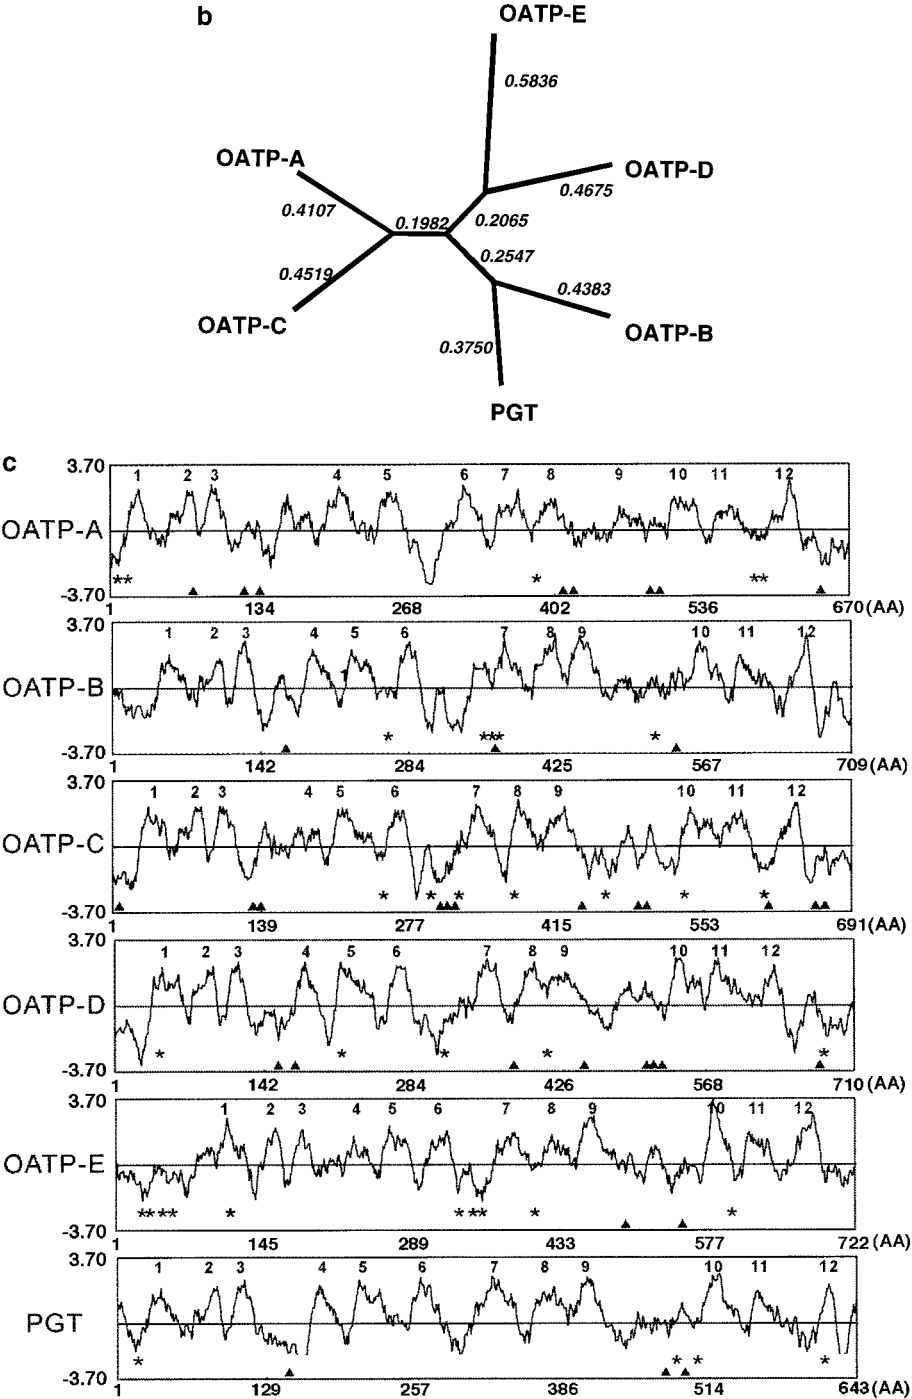 b
OATP-E
0.5836
OATP-A
OATP-D
0.4675
0.4107
0.1982
0.2065
0.2547
0.4519
0.4383
OATP-C
OATP-B
0.3750
PGT
c
3.70
1 2 3 4 5 6 7 8 9 10 11 12
OATP-A
** * **
-3.70
1 134 268 402 536 670 (AA)
3.70
1 2 3 4 5 6 7 8 9 10 11 12
OATP-B
* *** *
-3.70
1 142 284 425 567 709 (AA)
3.70
1 2 3 4 5 6 7 8 9 10 11 12
OATP-C
* * * * * * *
-3.70
1 139 277 415 553 691 (AA)
3.70
1 2 3 4 5 6 7 8 9 10 11 12
OATP-D
* * * * *
-3.70
1 142 284 426 568 710 (AA)
3.70
1 2 3 4 5 6 7 8 9 10 11 12
OATP-E
**** * * ** * *
-3.70
1 145 289 433 577 722 (AA)
3.70
1 2 3 4 5 6 7 8 9 10 11 12
PGT
* * * *
-3.70
1 129 257 386 514 643 (AA)